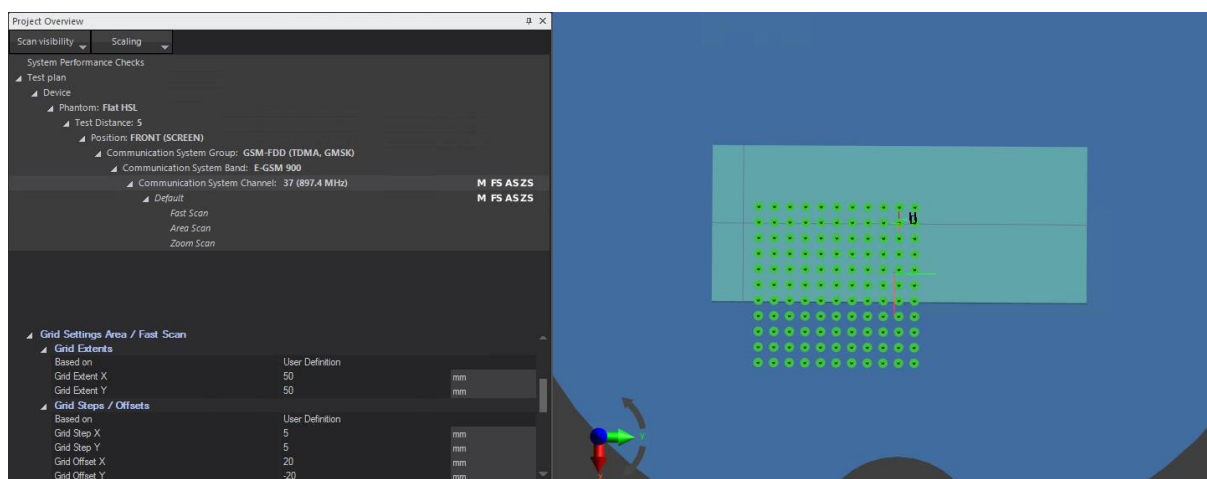 Project Overview
Scan visibility Scaling
System Performance Checks
Test plan
Device
Phantom: Flat HSL
Test Distance: 5
Position: FRONT (SCREEN)
Communication System Group: GSM-FDD (TDMA, GMSK)
Communication System Band: E-GSM 900
Communication System Channel: 37 (897.4 MHz) M FS AS ZS
Default M FS AS ZS
Fast Scan
Area Scan
Zoom Scan
Grid Settings Area / Fast Scan
Grid Extents
Based on User Definition
Grid Extent X 50 mm
Grid Extent Y 50 mm
Grid Steps / Offsets
Based on User Definition
Grid Step X 5 mm
Grid Step Y 5 mm
Grid Offset X 20 mm
Grid Offset Y -20 mm
Y